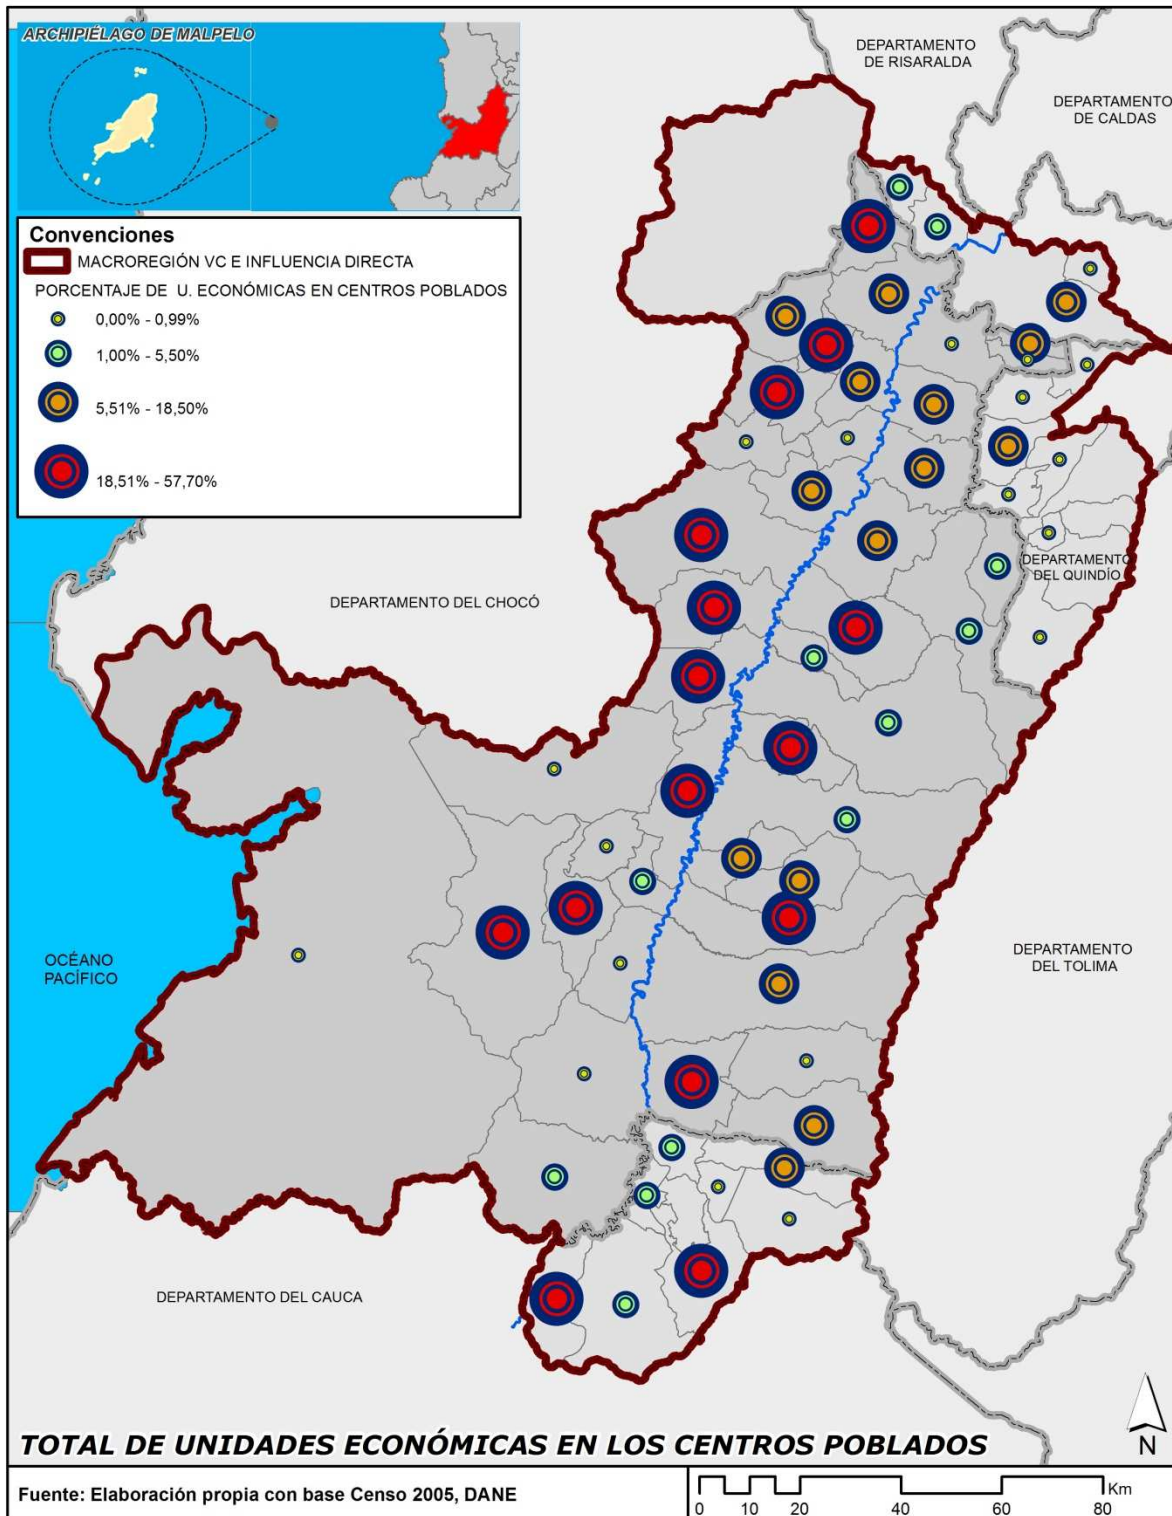 ARCHIPIÉLAGO DE MALPELO
DEPARTAMENTO
DE RISARALDA
DEPARTAMENTO
DE CALDAS
Convenciones
MACROREGIÓN VC E INFLUENCIA DIRECTA
PORCENTAJE DE U. ECONÓMICAS EN CENTROS POBLADOS
0,00% - 0,99%
1,00% - 5,50%
5,51% - 18,50%
18,51% - 57,70%
DEPARTAMENTO
DEL QUINDÍO
DEPARTAMENTO DEL CHOCÓ
OCÉANO
PACÍFICO
DEPARTAMENTO
DEL TOLIMA
DEPARTAMENTO DEL CAUCA
N
TOTAL DE UNIDADES ECONÓMICAS EN LOS CENTROS POBLADOS
Fuente: Elaboración propia con base Censo 2005, DANE
Km
0 10 20 40 60 80